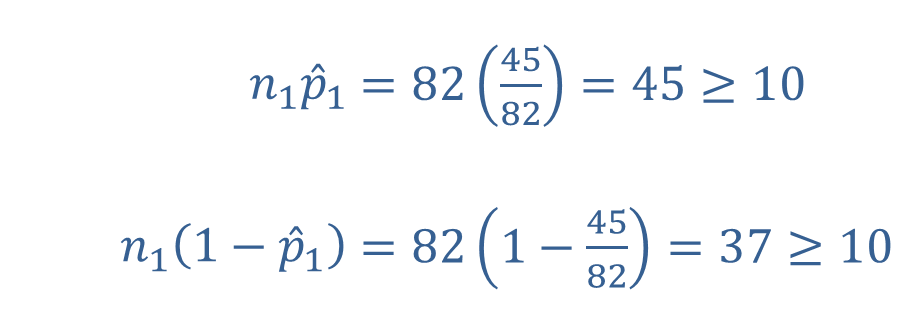 n₁p̂₁ = 82 (45/82) = 45 ≥ 10
n₁(1 − p̂₁) = 82 (1 − 45/82) = 37 ≥ 10